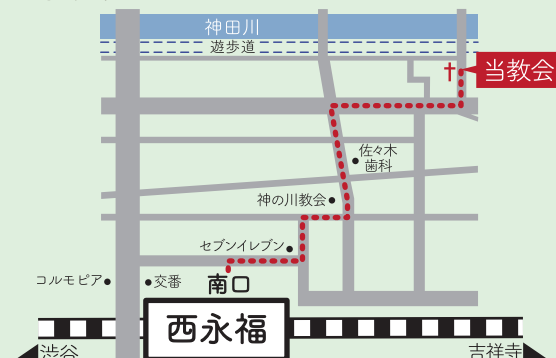 神田川
遊歩道
当教会
佐々木
歯科
神の川教会
セブンイレブン
コルモピア
交番
南口
西永福
渋谷
吉祥寺